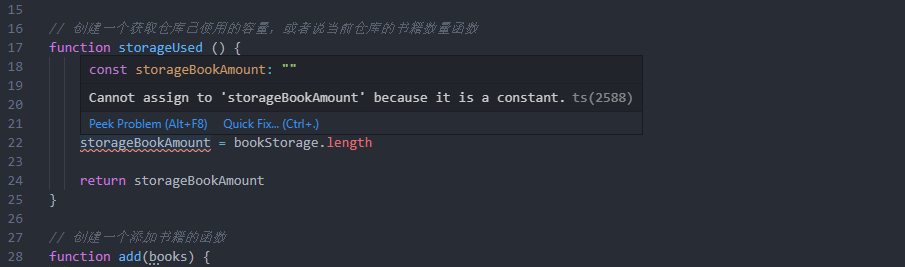 15
16 // 创建一个获取仓库已使用的容量，或者说当前仓库的书籍数量函数
17 function storageUsed () {
18 const storageBookAmount: ""
19 Cannot assign to 'storageBookAmount' because it is a constant. ts(2588)
20
21 Peek Problem (Alt+F8) Quick Fix... (Ctrl+.)
22 storageBookAmount = bookStorage.length
23
24 return storageBookAmount
25 }
26
27 // 创建一个添加书籍的函数
28 function add(books) {